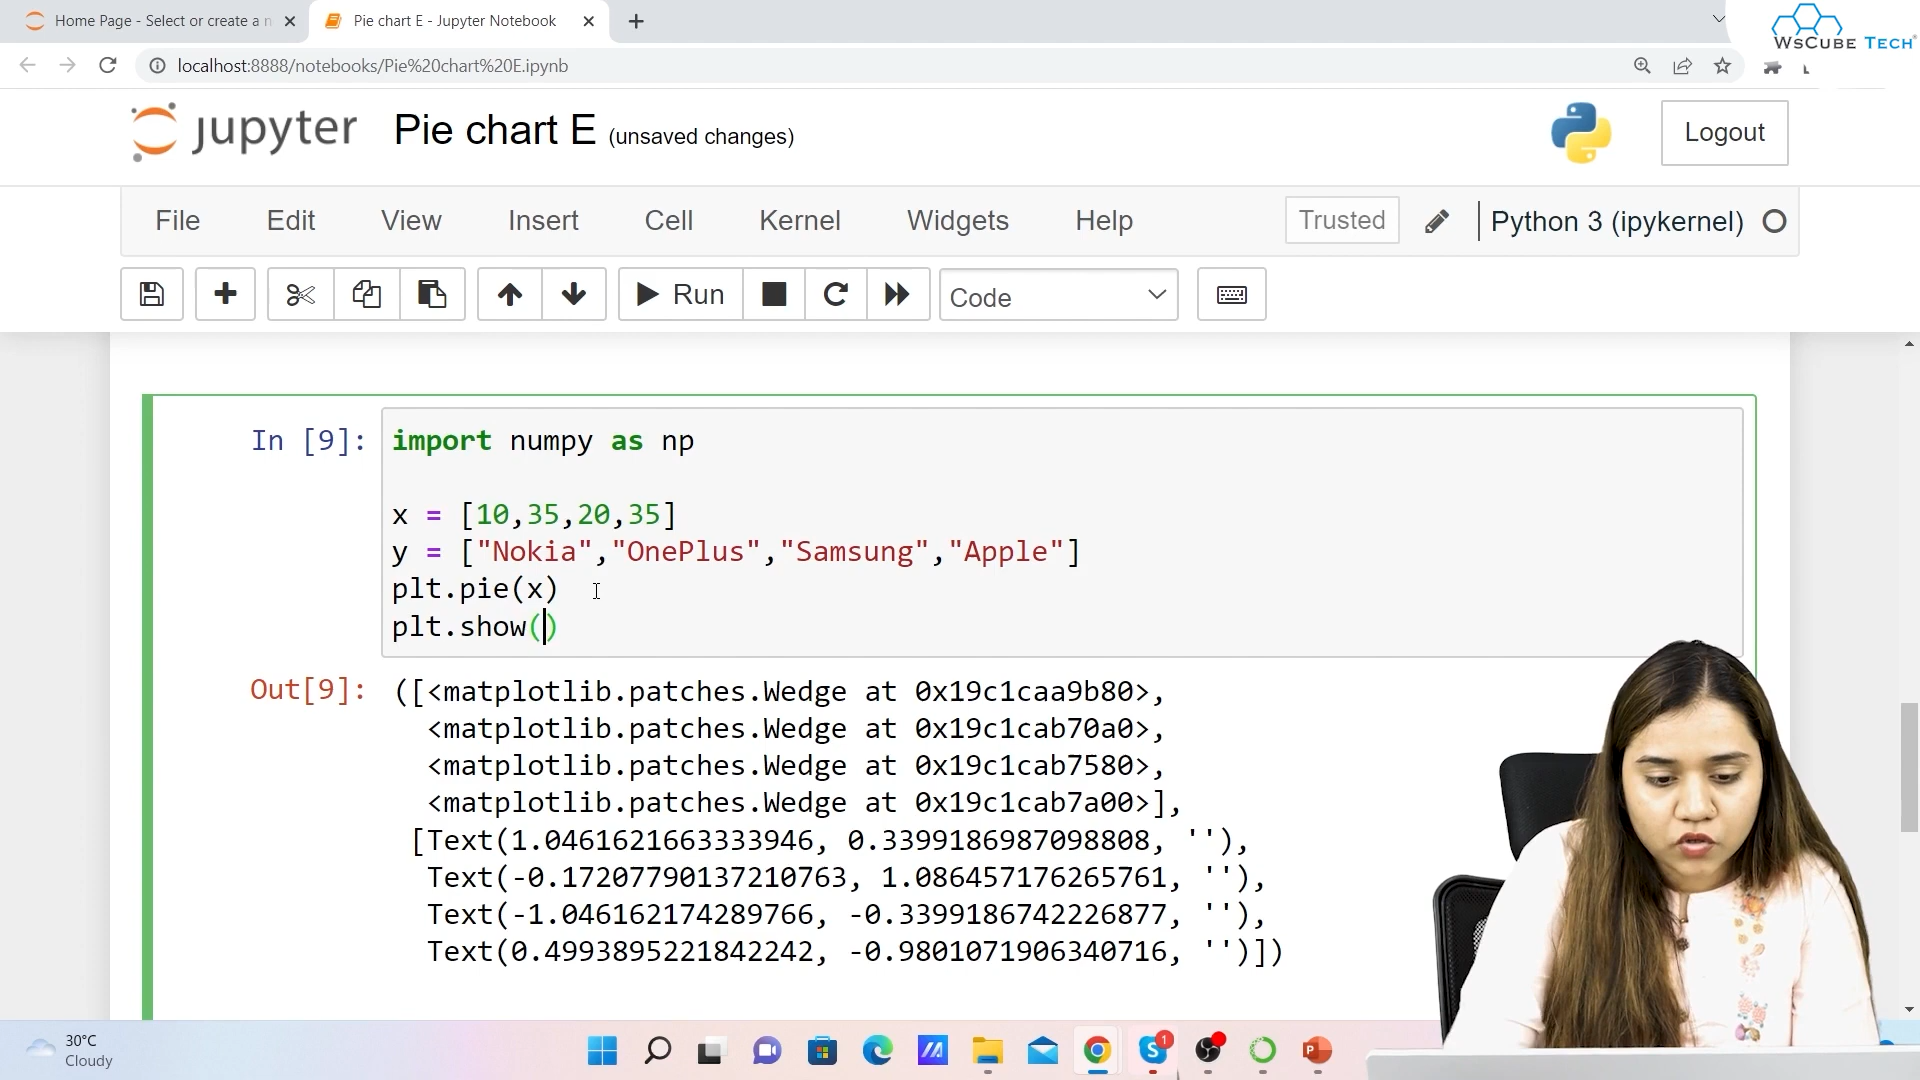 Home Page - Select or create a n
Pie chart E - Jupyter Notebook
WSCUBE TECH
localhost:8888/notebooks/Pie%20chart%20E.ipynb
jupyter
Pie chart E (unsaved changes)
Logout
File Edit View Insert Cell Kernel Widgets Help
Trusted
Python 3 (ipykernel)
Run
Code
In [9]:
import numpy as np
x = [10,35,20,35]
y = ["Nokia","OnePlus","Samsung","Apple"]
plt.pie(x)
plt.show()
Out[9]:
([<matplotlib.patches.Wedge at 0x19c1caa9b80>,
<matplotlib.patches.Wedge at 0x19c1cab70a0>,
<matplotlib.patches.Wedge at 0x19c1cab7580>,
<matplotlib.patches.Wedge at 0x19c1cab7a00>],
[Text(1.0461621663333946, 0.3399186987098808, ''),
Text(-0.17207790137210763, 1.086457176265761, ''),
Text(-1.046162174289766, -0.3399186742226877, ''),
Text(0.4993895221842242, -0.9801071906340716, '')])
30°C
Cloudy
1
P